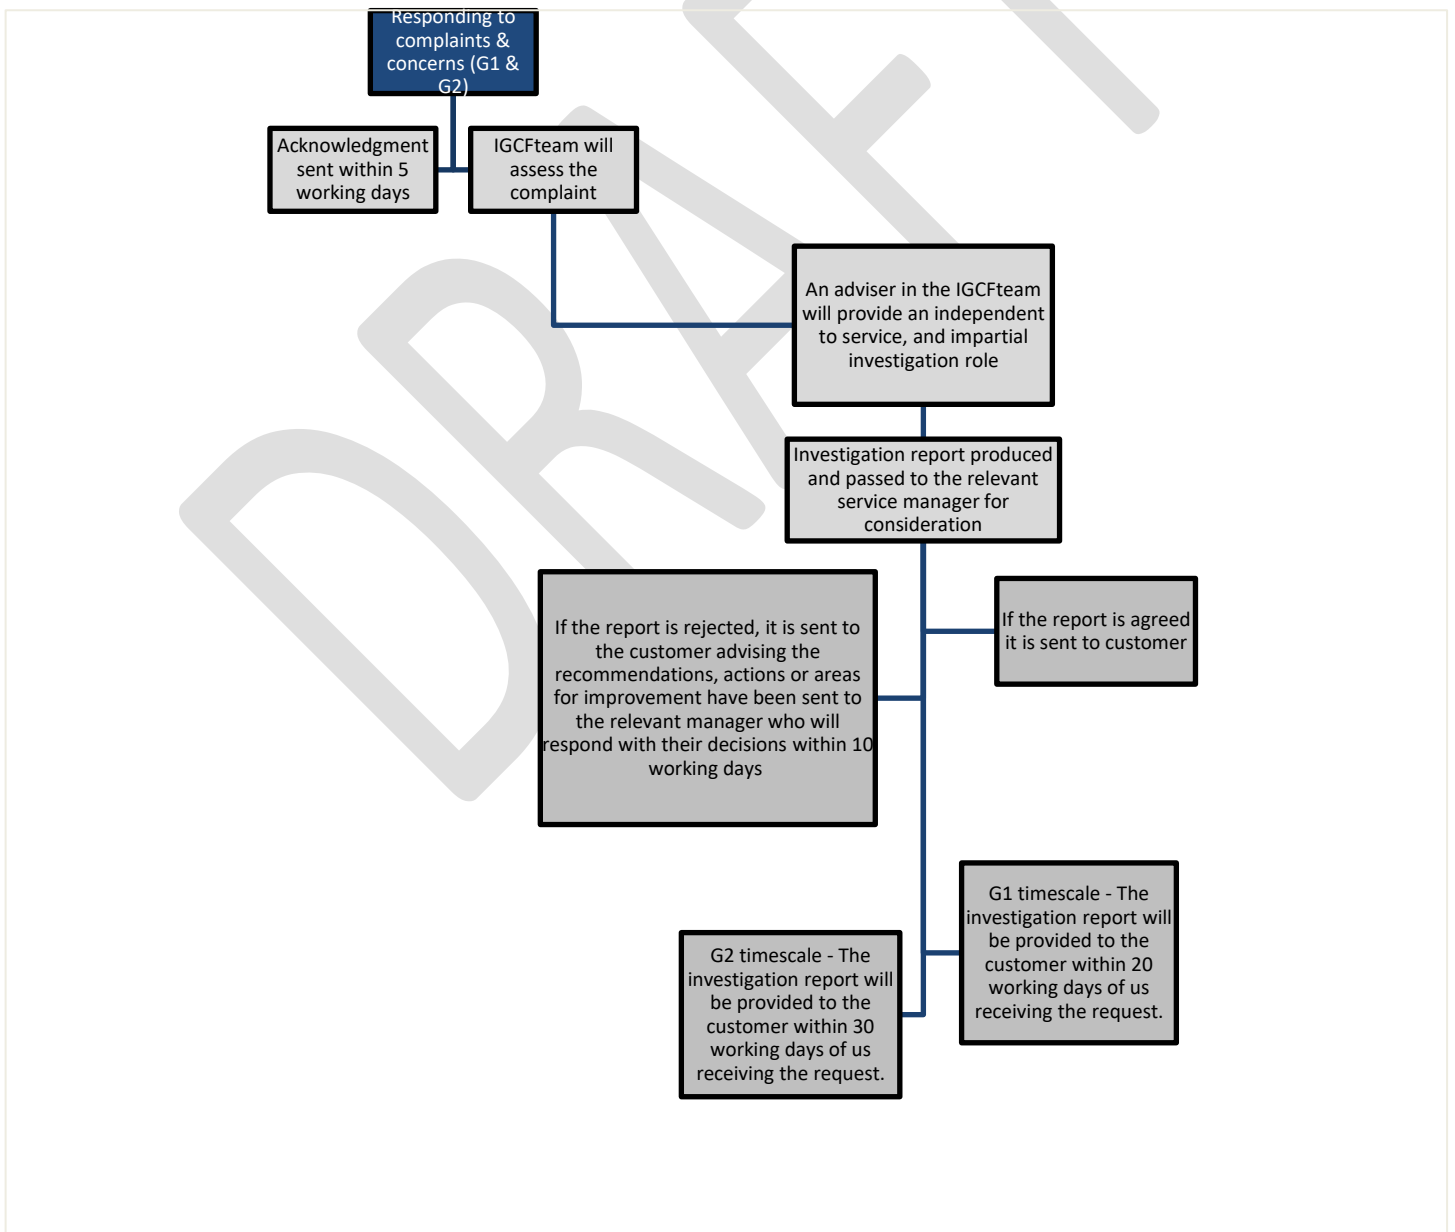 Responding to
complaints &
concerns (G1 &
G2)
Acknowledgment
sent within 5
working days
IGCFteam will
assess the
complaint
An adviser in the IGCFteam
will provide an independent
to service, and impartial
investigation role
Investigation report produced
and passed to the relevant
service manager for
consideration
If the report is rejected, it is sent to
the customer advising the
recommendations, actions or areas
for improvement have been sent to
the relevant manager who will
respond with their decisions within 10
working days
If the report is agreed
it is sent to customer
G1 timescale - The
investigation report will
be provided to the
customer within 20
working days of us
receiving the request.
G2 timescale - The
investigation report will
be provided to the
customer within 30
working days of us
receiving the request.
DRAFT